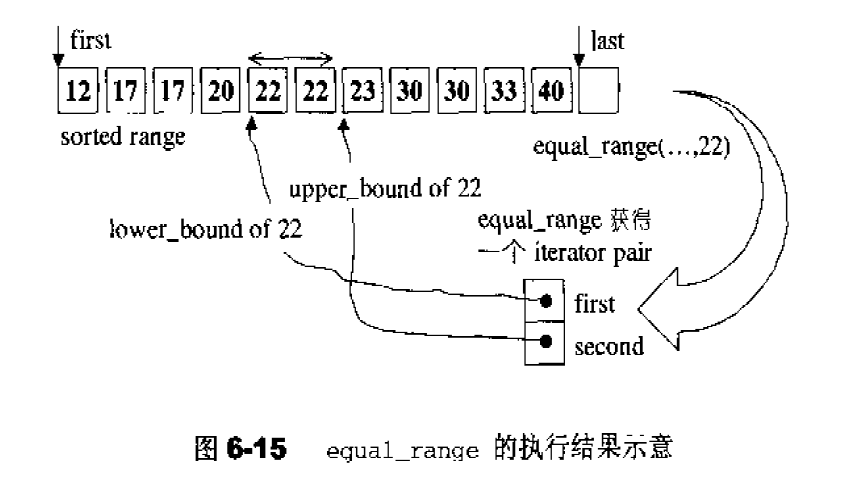 first
last
12 17 17 20 22 22 23 30 30 33 40
sorted range
equal_range(...,22)
upper_bound of 22
lower_bound of 22
equal_range 获得
一个 iterator pair
first
second
图 6-15 equal_range 的执行结果示意